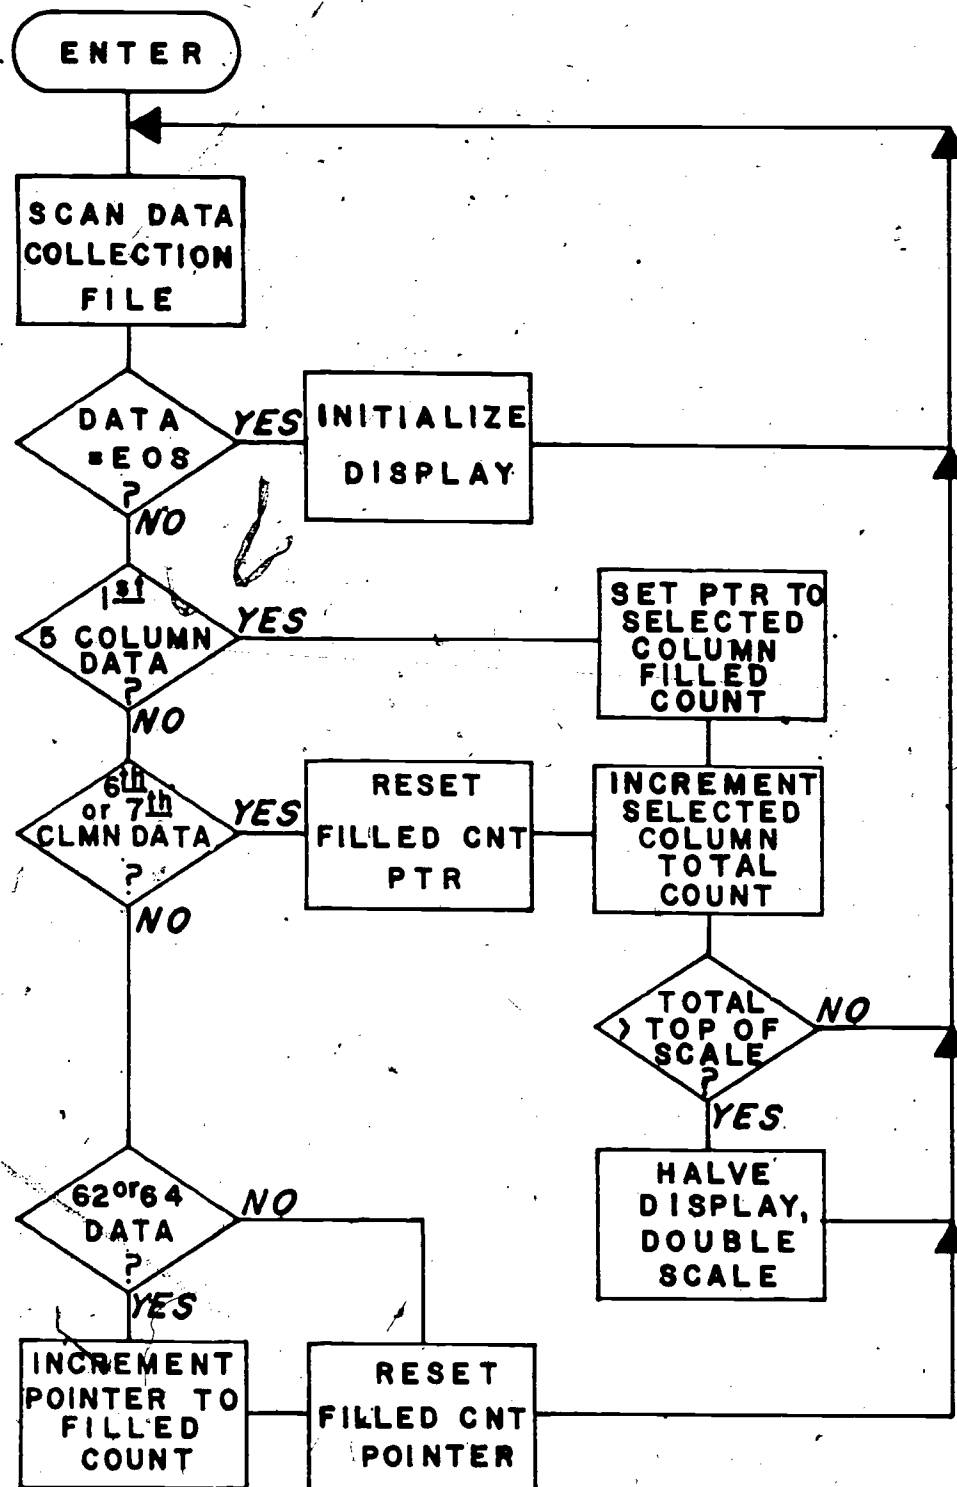 ENTER
SCAN DATA
COLLECTION
FILE
DATA
=EOS
?
YES
INITIALIZE
DISPLAY
NO
1st
5 COLUMN
DATA
?
YES
SET PTR TO
SELECTED
COLUMN
FILLED
COUNT
NO
6th
or 7th
CLMN DATA
?
YES
RESET
FILLED CNT
PTR
INCREMENT
SELECTED
COLUMN
TOTAL
COUNT
NO
TOTAL
> TOP OF
SCALE
?
NO
YES
HALVE
DISPLAY,
DOUBLE
SCALE
62 or 64
DATA
?
NO
YES
INCREMENT
POINTER TO
FILLED
COUNT
RESET
FILLED CNT
POINTER